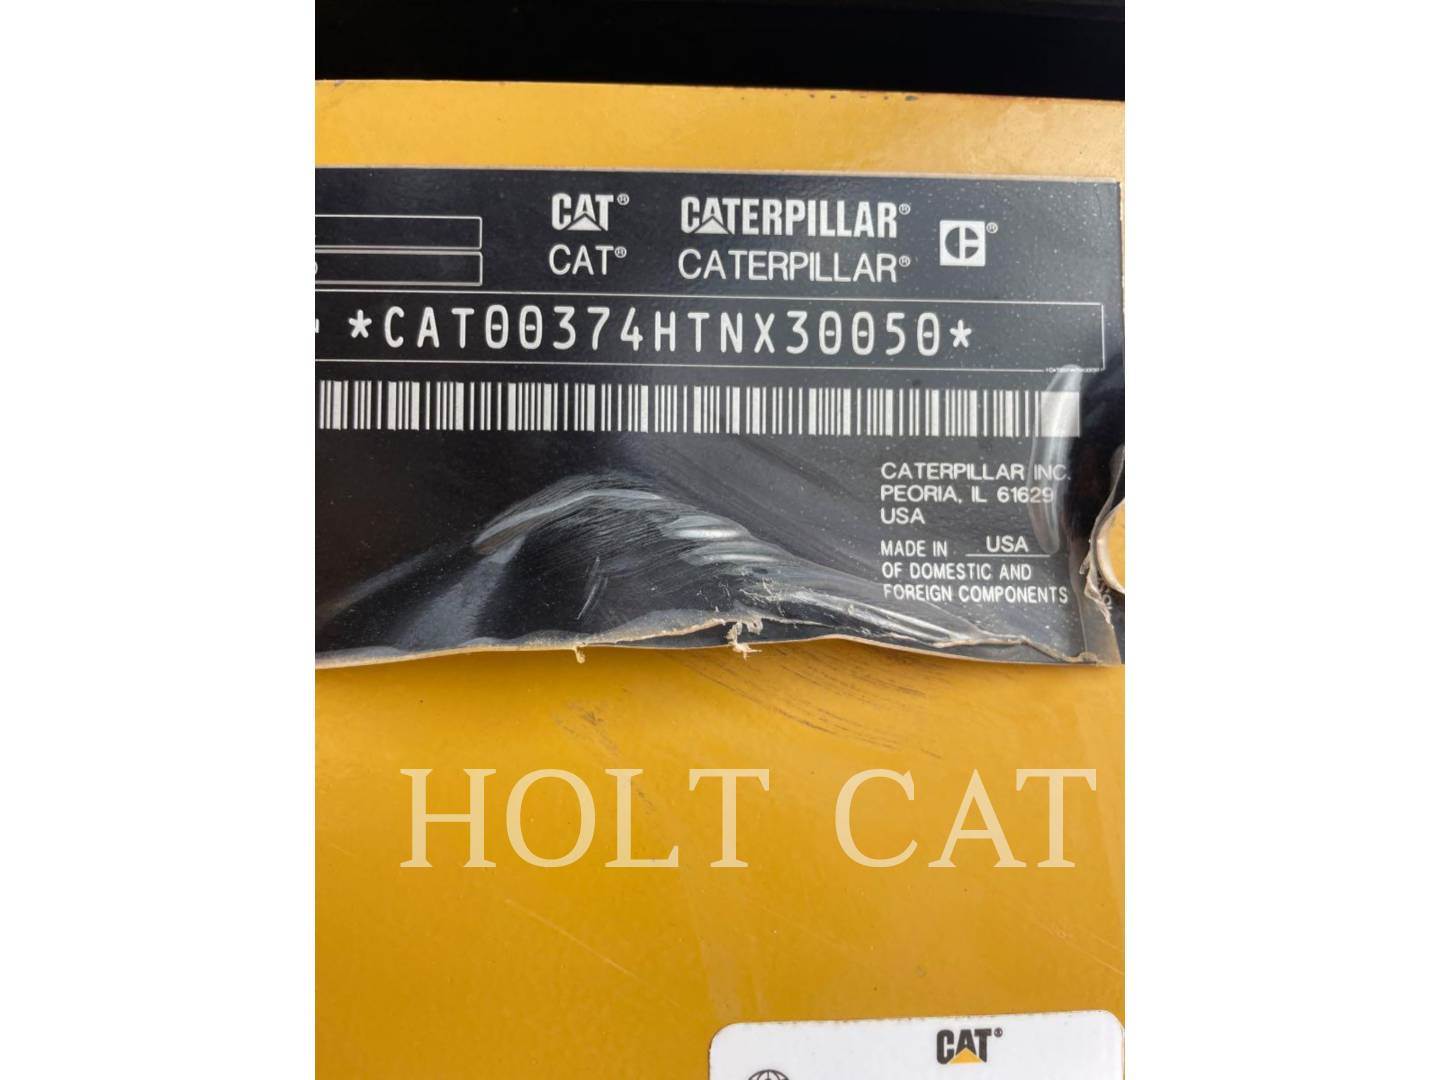 CAT® CATERPILLAR® ®
CAT® CATERPILLAR®
*CAT00374HTNX30050*
CATERPILLAR INC.
PEORIA, IL 61629
USA
MADE IN USA
OF DOMESTIC AND
FOREIGN COMPONENTS
HOLT CAT
CAT®